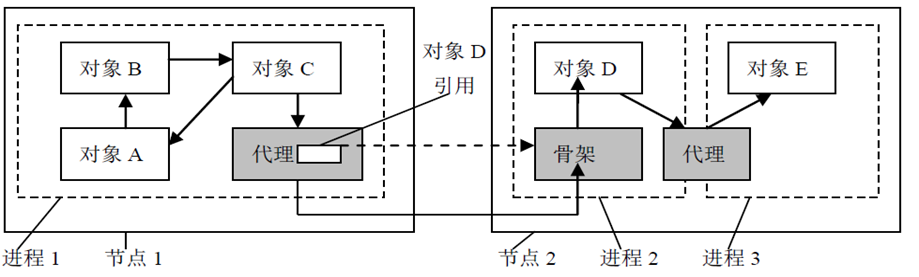 对象 B
对象 C
对象 D
引用
对象 D
对象 E
对象 A
代理
骨架
代理
进程 1
节点 1
节点 2
进程 2
进程 3